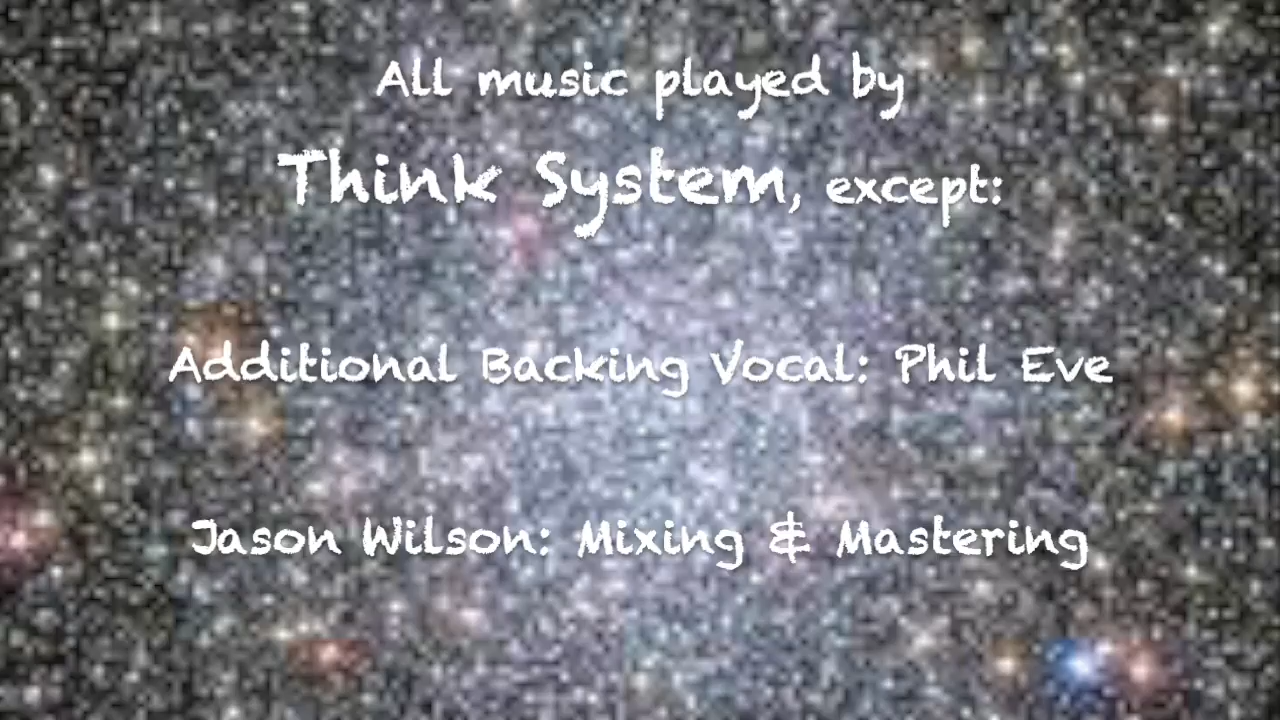 All music played by
Think System, except:
Additional Backing Vocal: Phil Eve
Jason Wilson: Mixing & Mastering